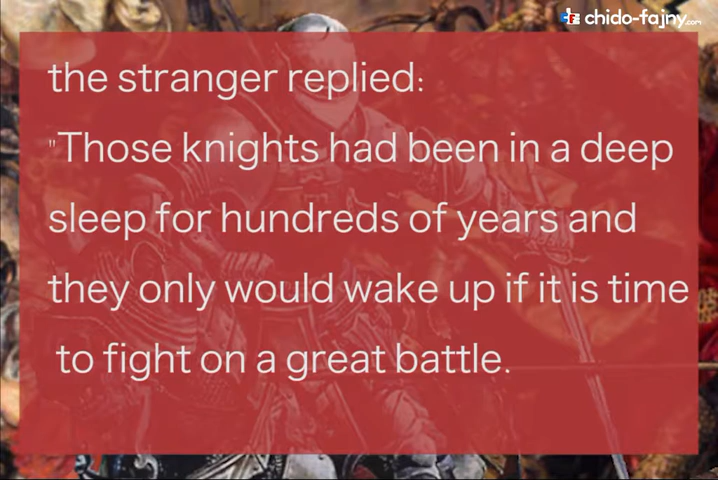 chido-fajny.com
the stranger replied:
"Those knights had been in a deep
sleep for hundreds of years and
they only would wake up if it is time
to fight on a great battle.